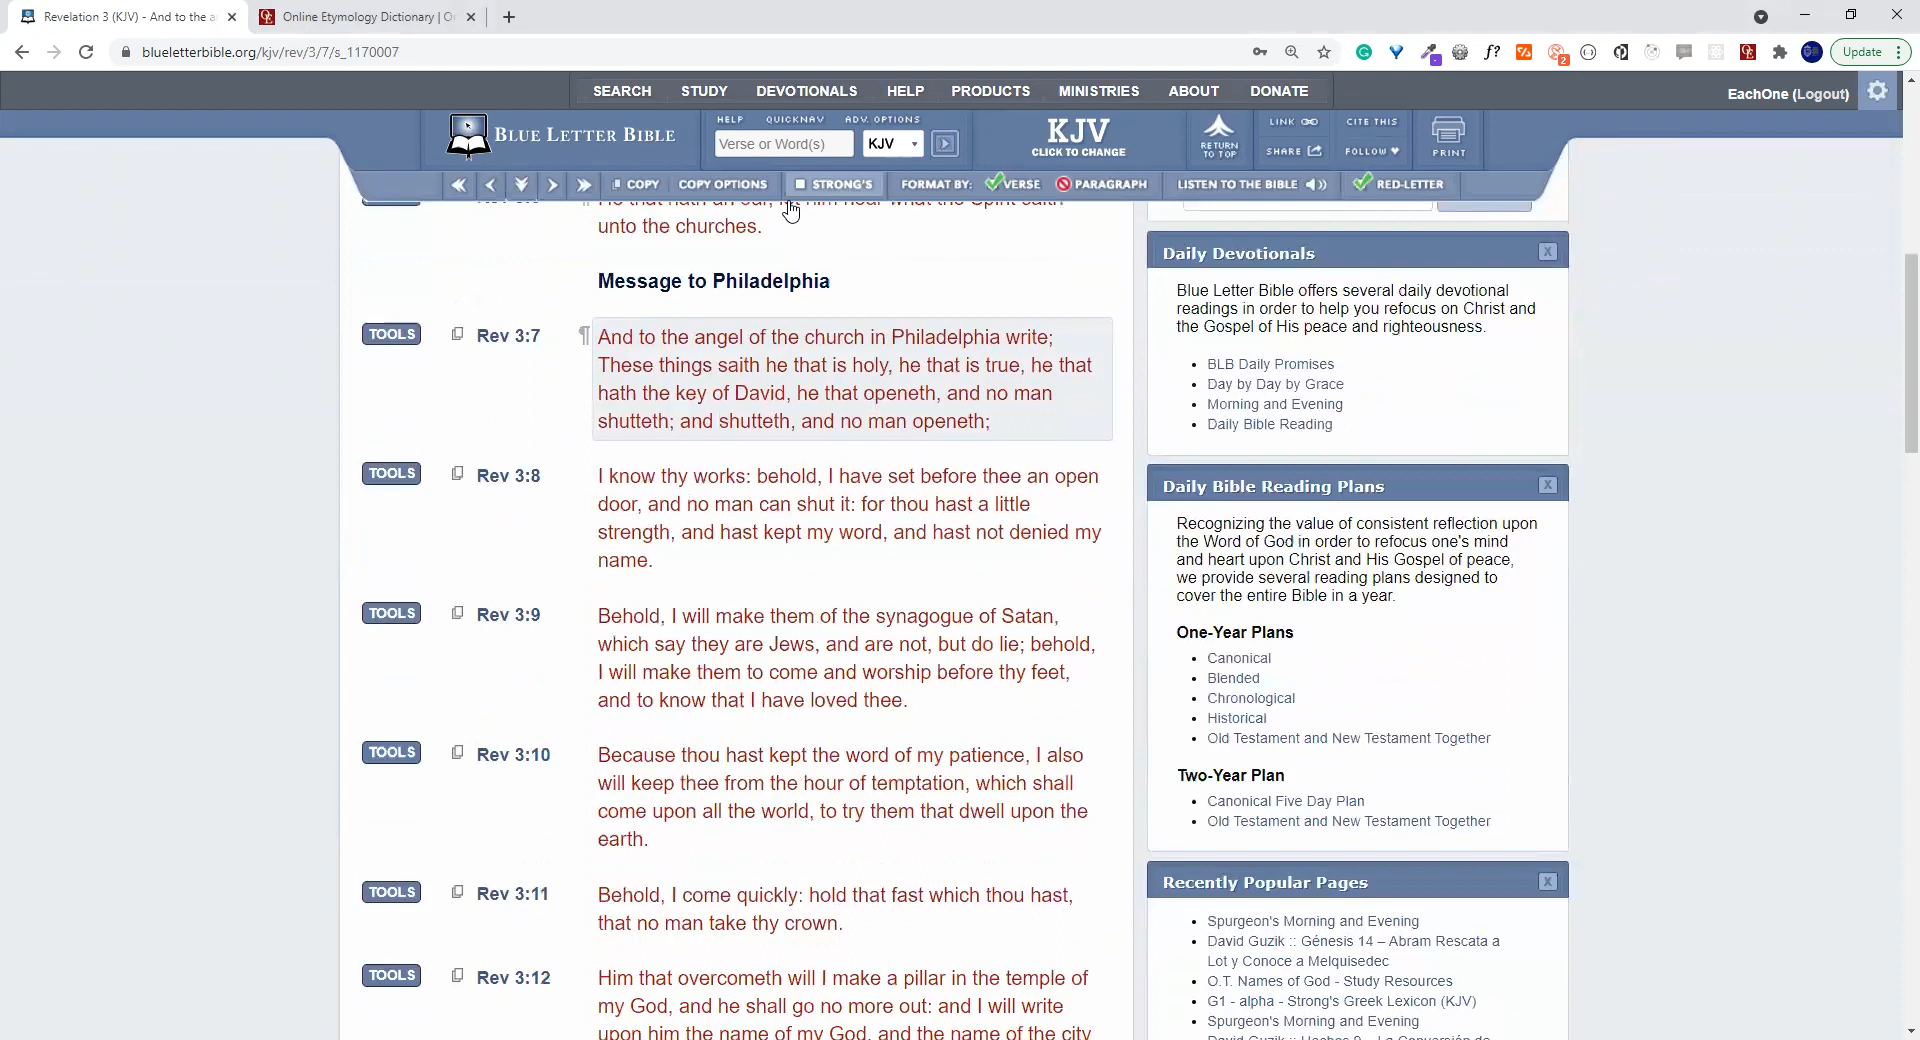 Revelation 3 (KJV) - And to the a
Online Etymology Dictionary | O
blueletterbible.org/kjv/rev/3/7/s_1170007
Update
SEARCH STUDY DEVOTIONALS HELP PRODUCTS MINISTRIES ABOUT DONATE
EachOne (Logout)
BLUE LETTER BIBLE
HELP QUICKNAV ADV. OPTIONS
Verse or Word(s)
KJV
KJV
CLICK TO CHANGE
RETURN
TO TOP
LINK
CITE THIS
SHARE
FOLLOW
PRINT
COPY COPY OPTIONS STRONG'S FORMAT BY: VERSE PARAGRAPH LISTEN TO THE BIBLE RED-LETTER
He that hath an ear, let him hear what the Spirit saith
unto the churches.
Message to Philadelphia
TOOLS Rev 3:7 ¶ And to the angel of the church in Philadelphia write;
These things saith he that is holy, he that is true, he that
hath the key of David, he that openeth, and no man
shutteth; and shutteth, and no man openeth;
TOOLS Rev 3:8 I know thy works: behold, I have set before thee an open
door, and no man can shut it: for thou hast a little
strength, and hast kept my word, and hast not denied my
name.
TOOLS Rev 3:9 Behold, I will make them of the synagogue of Satan,
which say they are Jews, and are not, but do lie; behold,
I will make them to come and worship before thy feet,
and to know that I have loved thee.
TOOLS Rev 3:10 Because thou hast kept the word of my patience, I also
will keep thee from the hour of temptation, which shall
come upon all the world, to try them that dwell upon the
earth.
TOOLS Rev 3:11 Behold, I come quickly: hold that fast which thou hast,
that no man take thy crown.
TOOLS Rev 3:12 Him that overcometh will I make a pillar in the temple of
my God, and he shall go no more out: and I will write
upon him the name of my God, and the name of the city
Daily Devotionals
X
Blue Letter Bible offers several daily devotional
readings in order to help you refocus on Christ and
the Gospel of His peace and righteousness.
BLB Daily Promises
Day by Day by Grace
Morning and Evening
Daily Bible Reading
Daily Bible Reading Plans
X
Recognizing the value of consistent reflection upon
the Word of God in order to refocus one's mind
and heart upon Christ and His Gospel of peace,
we provide several reading plans designed to
cover the entire Bible in a year.
One-Year Plans
Canonical
Blended
Chronological
Historical
Old Testament and New Testament Together
Two-Year Plan
Canonical Five Day Plan
Old Testament and New Testament Together
Recently Popular Pages
X
Spurgeon's Morning and Evening
David Guzik :: Génesis 14 – Abram Rescata a
Lot y Conoce a Melquisedec
O.T. Names of God - Study Resources
G1 - alpha - Strong's Greek Lexicon (KJV)
Spurgeon's Morning and Evening
David Guzik :: Hechos 9 – La Conversión de